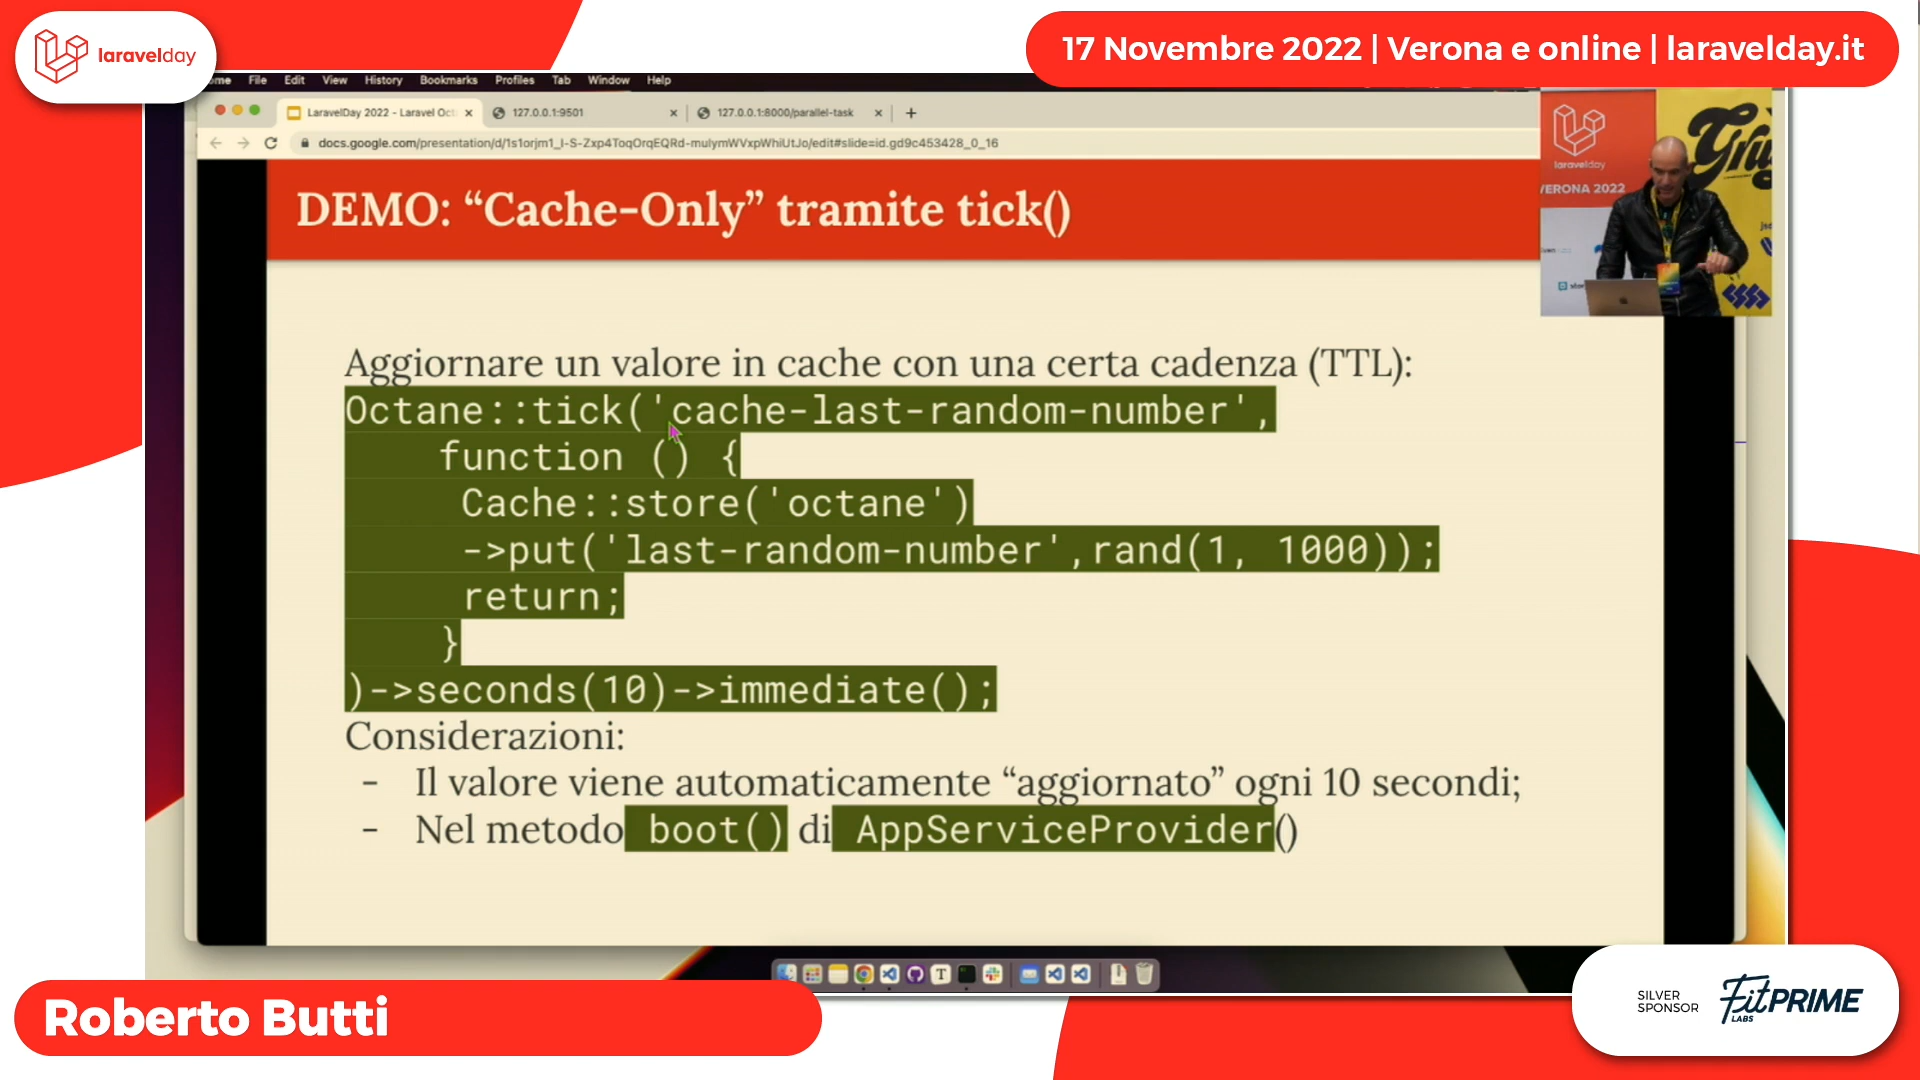 laravelday
17 Novembre 2022 | Verona e online | laravelday.it
File Edit View History Bookmarks Profiles Tab Window Help
LaravelDay 2022 - Laravel Oct
127.0.0.1:9501
127.0.0.1:8000/parallel-task
docs.google.com/presentation/d/1s1orjm1_I-S-Zxp4ToqOrqEQRd-mulymWVxpWhiUtJo/edit#slide=id.gd9c453428_0_16
laravelday
VERONA 2022
DEMO: “Cache-Only” tramite tick()
Aggiornare un valore in cache con una certa cadenza (TTL):
Octane::tick('cache-last-random-number',
function () {
Cache::store('octane')
->put('last-random-number',rand(1, 1000));
return;
}
)->seconds(10)->immediate();
Considerazioni:
- Il valore viene automaticamente “aggiornato” ogni 10 secondi;
- Nel metodo boot() di AppServiceProvider()
Roberto Butti
SILVER
SPONSOR
FitPRIME
LABS